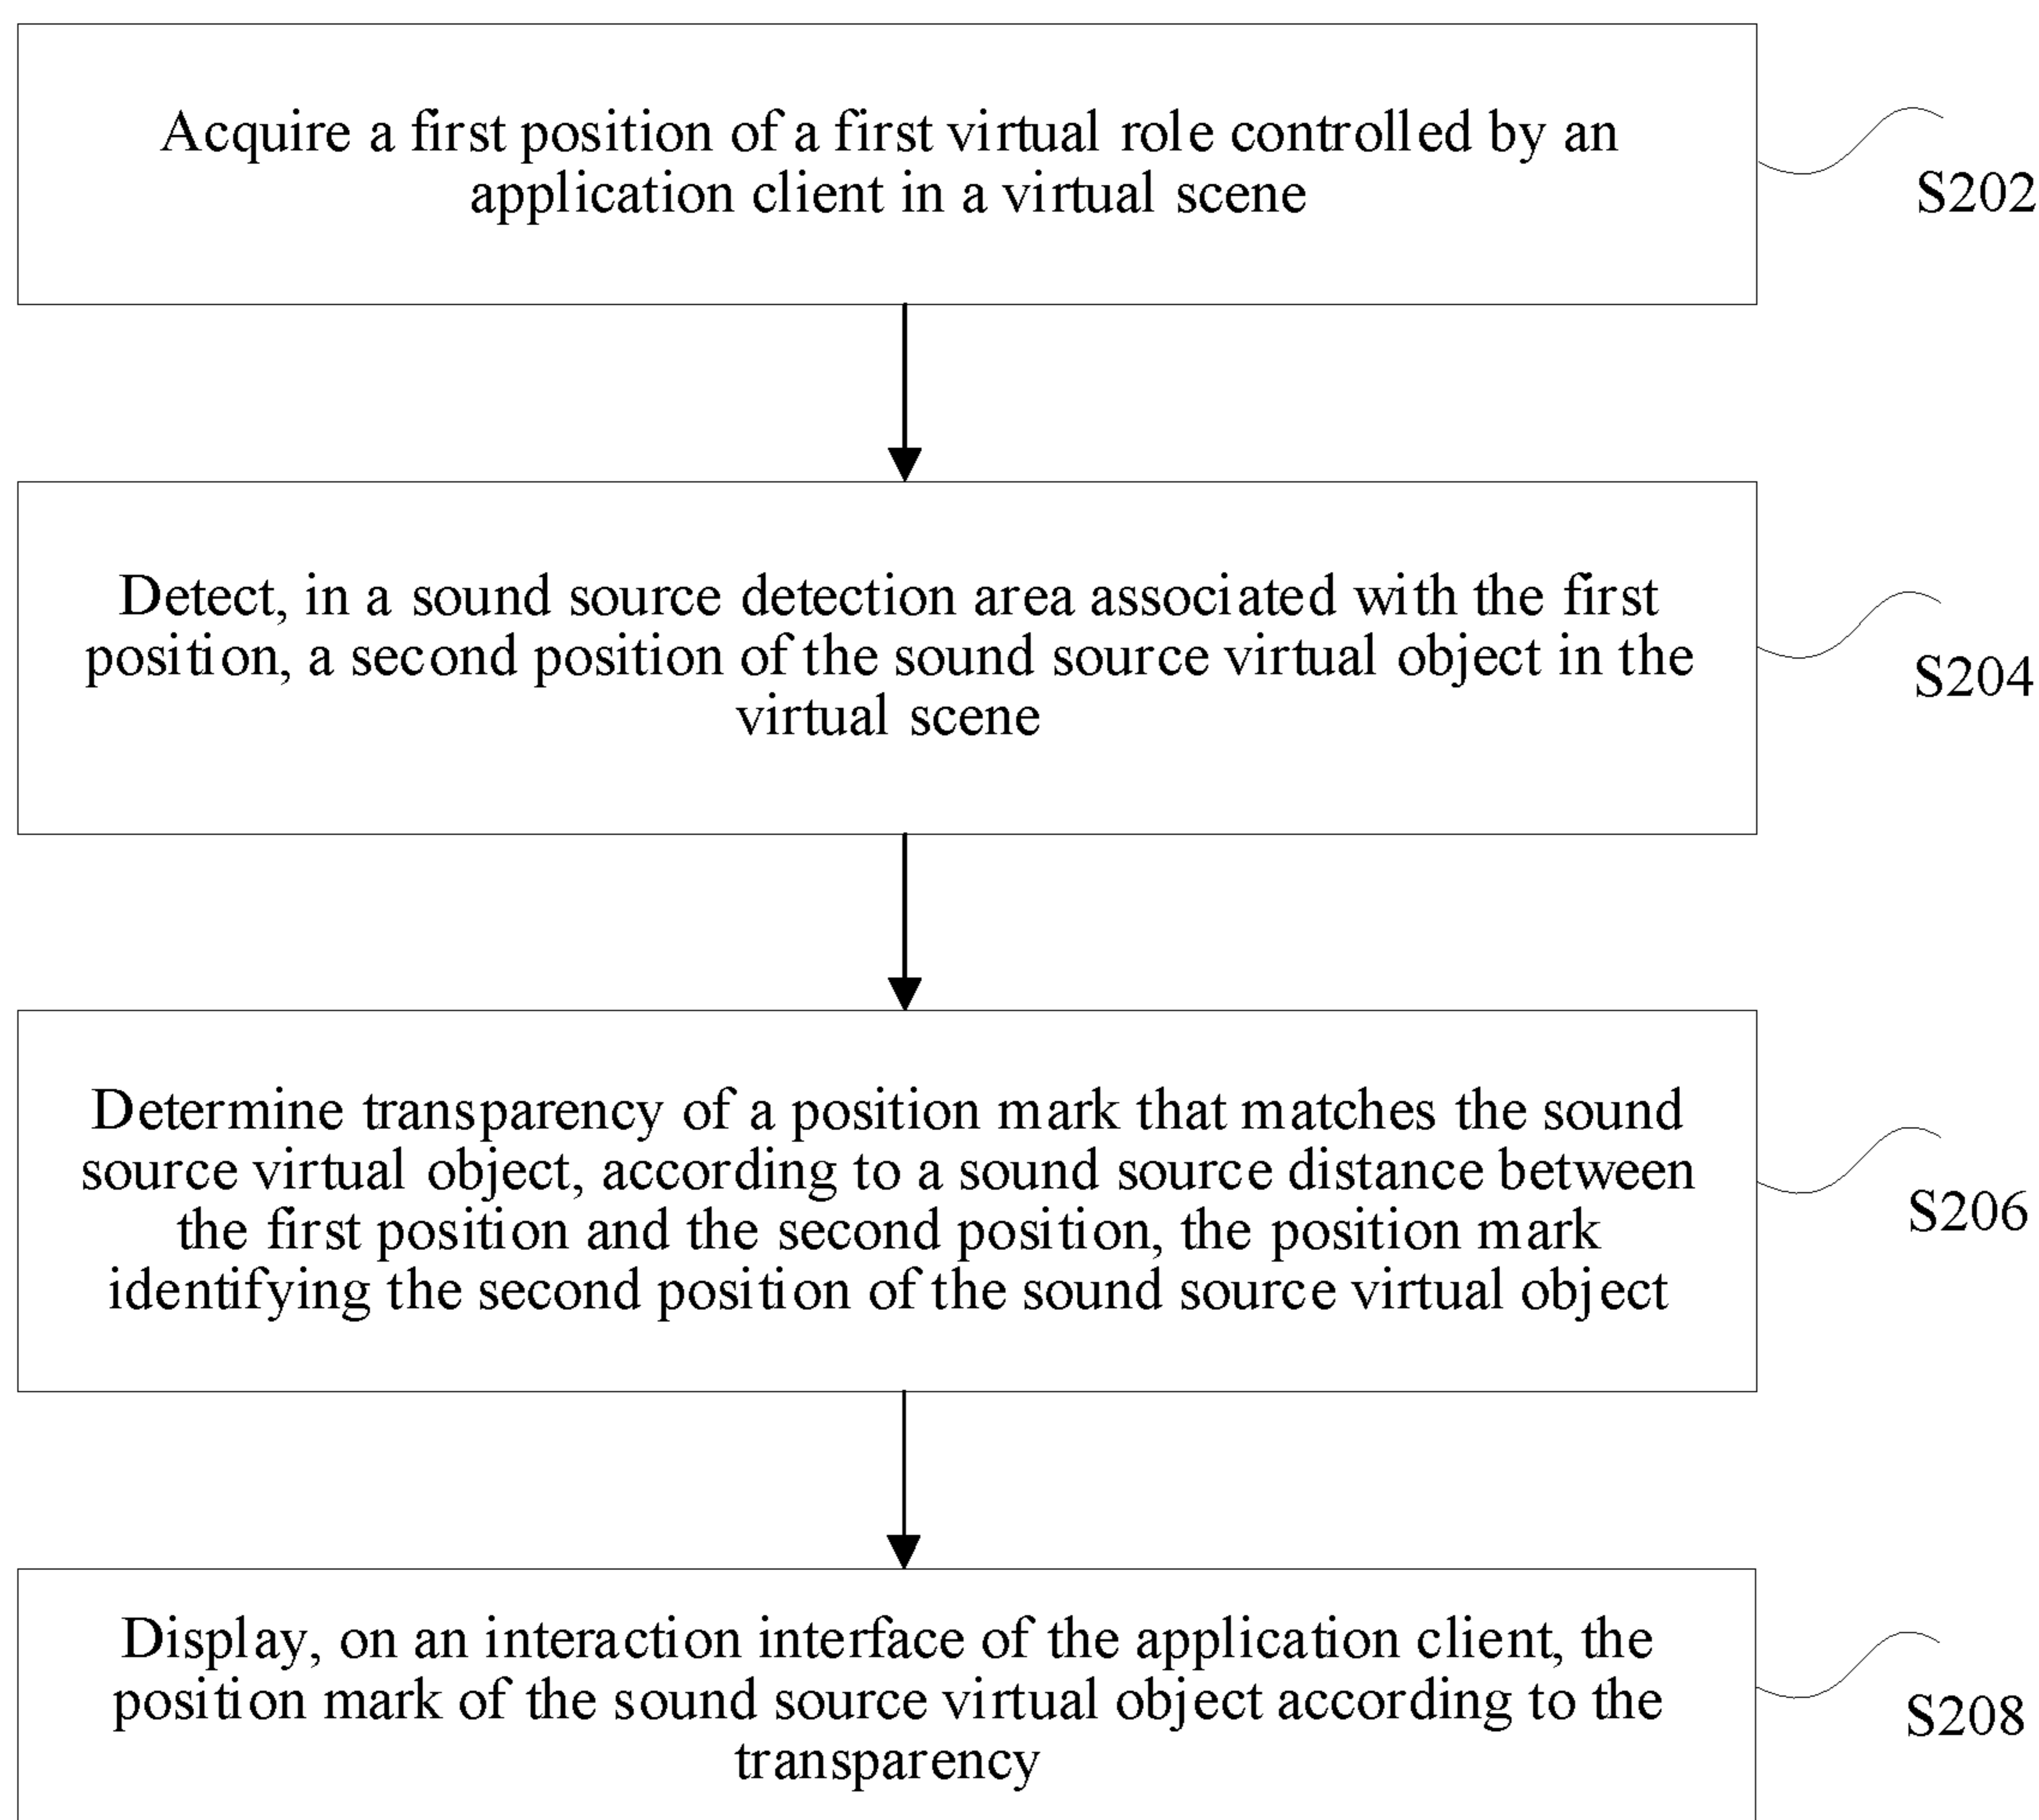 Acquire a first position of a first virtual role controlled by an
application client in a virtual scene
S202
Detect, in a sound source detection area associated with the first
position, a second position of the sound source virtual object in the
virtual scene
S204
Determine transparency of a position mark that matches the sound
source virtual object, according to a sound source distance between
the first position and the second position, the position mark
identifying the second position of the sound source virtual object
S206
Display, on an interaction interface of the application client, the
position mark of the sound source virtual object according to the
transparency
S208